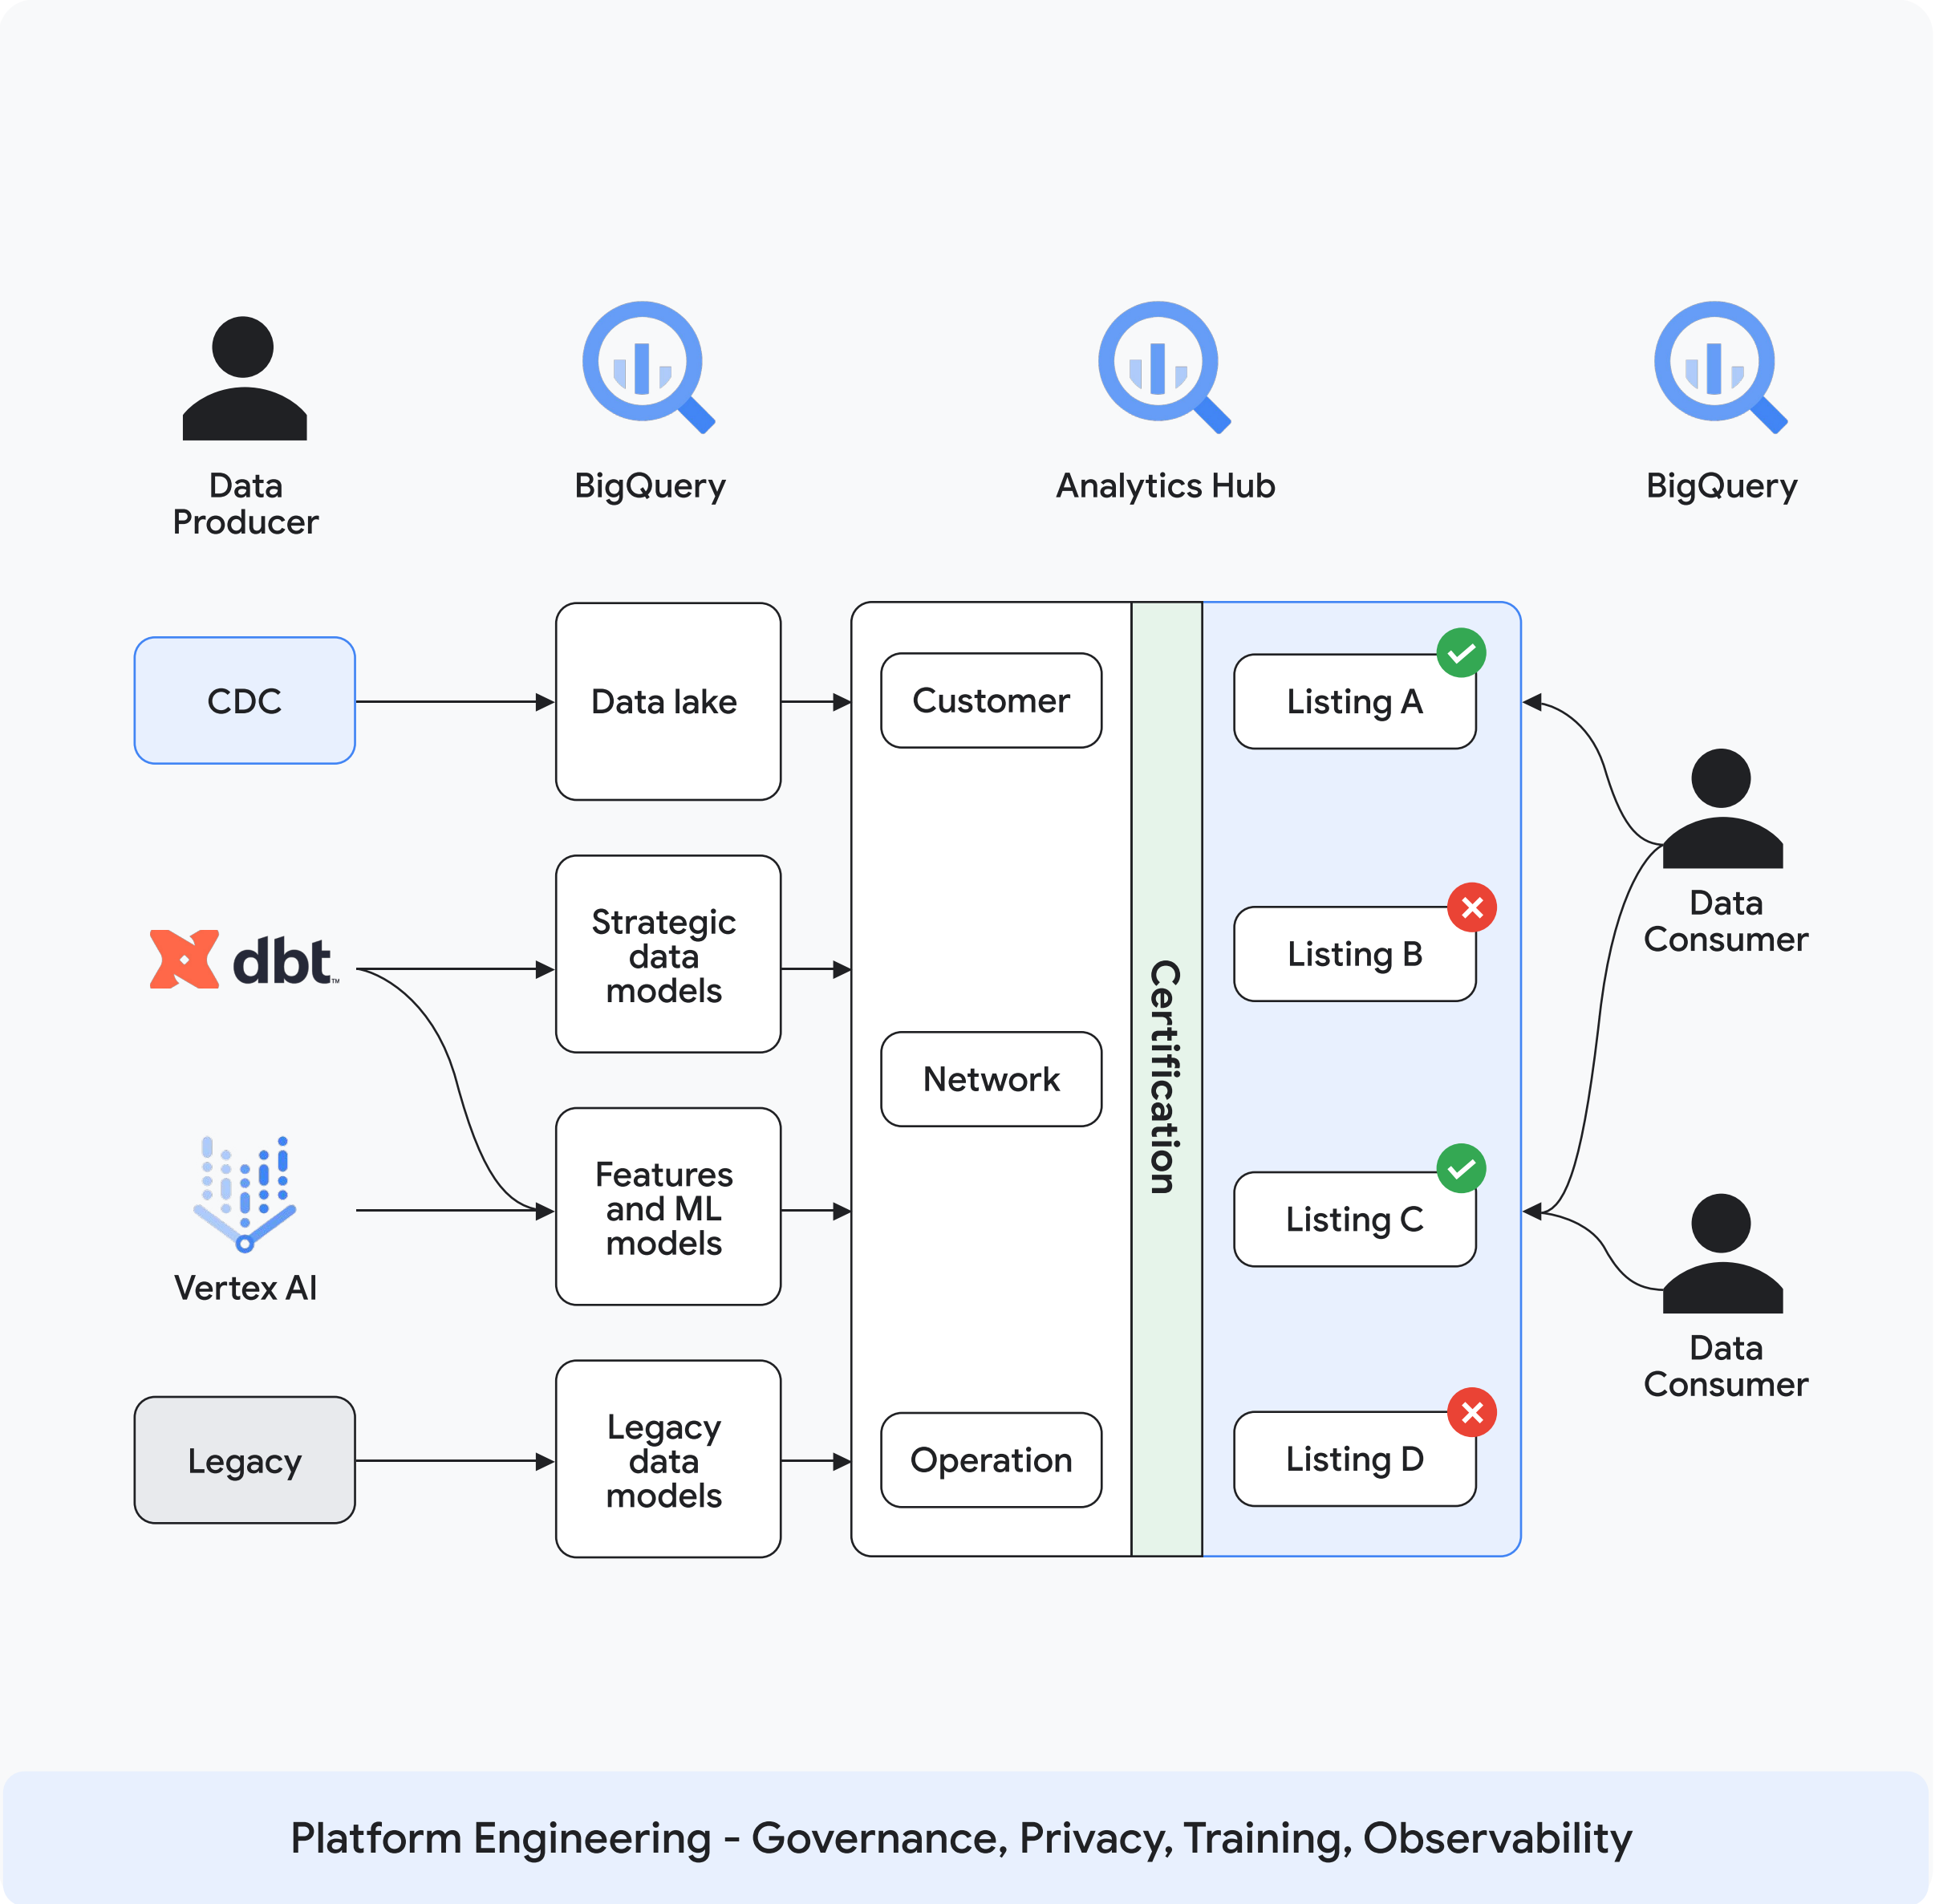 Data
Producer
BigQuery
Analytics Hub
BigQuery
CDC
Data lake
Customer
Listing A
Strategic
data
models
dbt
TM
Listing B
Data
Consumer
Network
Certification
Features
and ML
models
Vertex AI
Listing C
Data
Consumer
Legacy
Legacy
data
models
Operation
Listing D
Platform Engineering - Governance, Privacy, Training, Observability